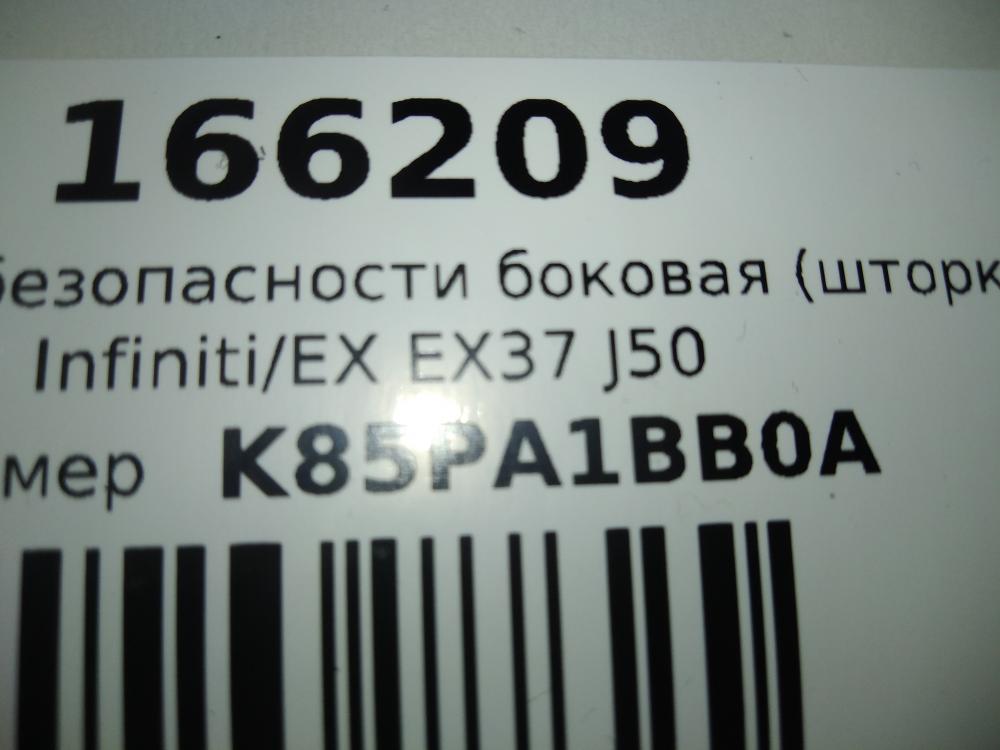 166209
безопасности боковая (шторк
Infiniti/EX EX37 J50
мер K85PA1BB0A